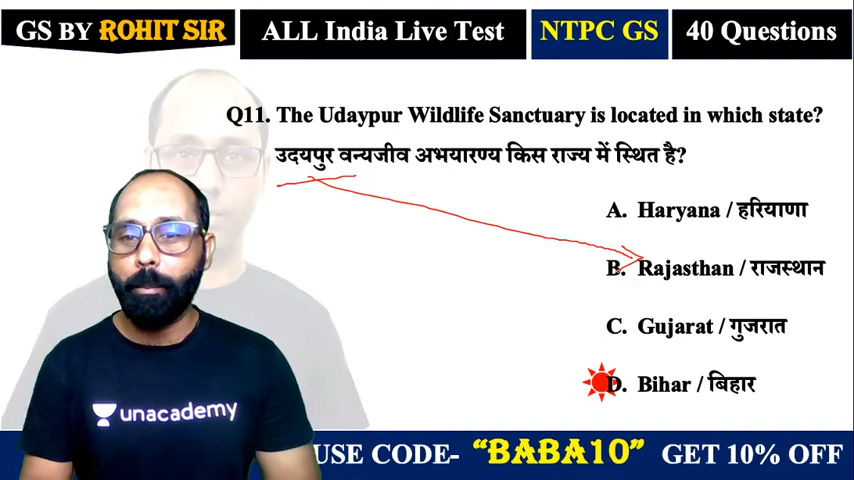 GS BY ROHIT SIR
ALL India Live Test
NTPC GS
40 Questions
Q11. The Udaypur Wildlife Sanctuary is located in which state?
उदयपुर वन्यजीव अभयारण्य किस राज्य में स्थित है?
A. Haryana / हरियाणा
B. Rajasthan / राजस्थान
C. Gujarat / गुजरात
D. Bihar / बिहार
unacademy
USE CODE- “BABA10” GET 10% OFF